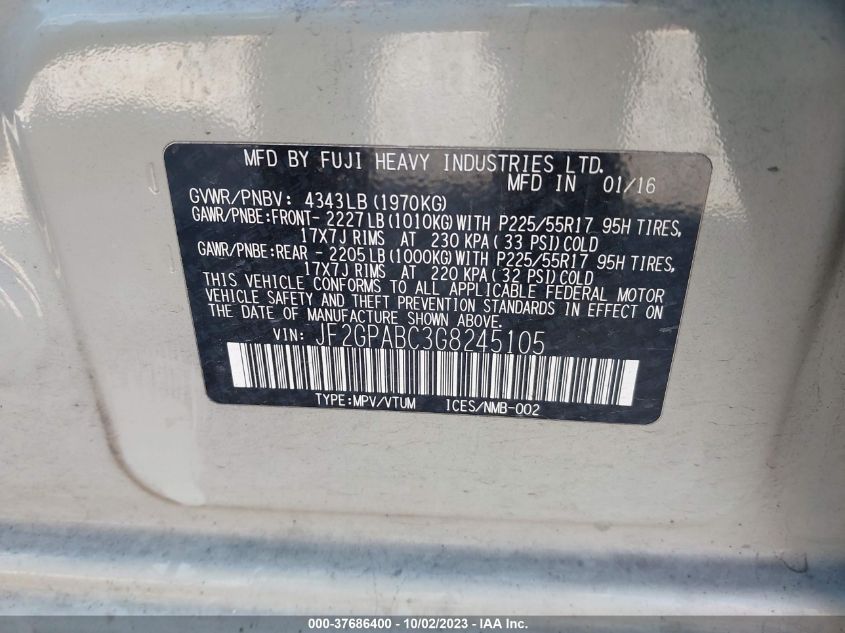 MFD BY FUJI HEAVY INDUSTRIES LTD.
MFD IN 01/16
GVWR/PNBV: 4343LB (1970KG)
GAWR/PNBE:FRONT- 2227LB(1010KG)WITH P225/55R17 95H TIRES,
17X7J RIMS AT 230 KPA ( 33 PSI) COLD
GAWR/PNBE:REAR - 2205LB(1000KG)WITH P225/55R17 95H TIRES,
17X7J RIMS AT 220 KPA ( 32 PSI) COLD
THIS VEHICLE CONFORMS TO ALL APPLICABLE FEDERAL MOTOR
VEHICLE SAFETY AND THEFT PREVENTION STANDARDS IN EFFECT ON
THE DATE OF MANUFACTURE SHOWN ABOVE.
VIN: JF2GPABC3G8245105
TYPE:MPV/VTUM ICES/NMB-002
000-37686400 - 10/02/2023 - IAA Inc.